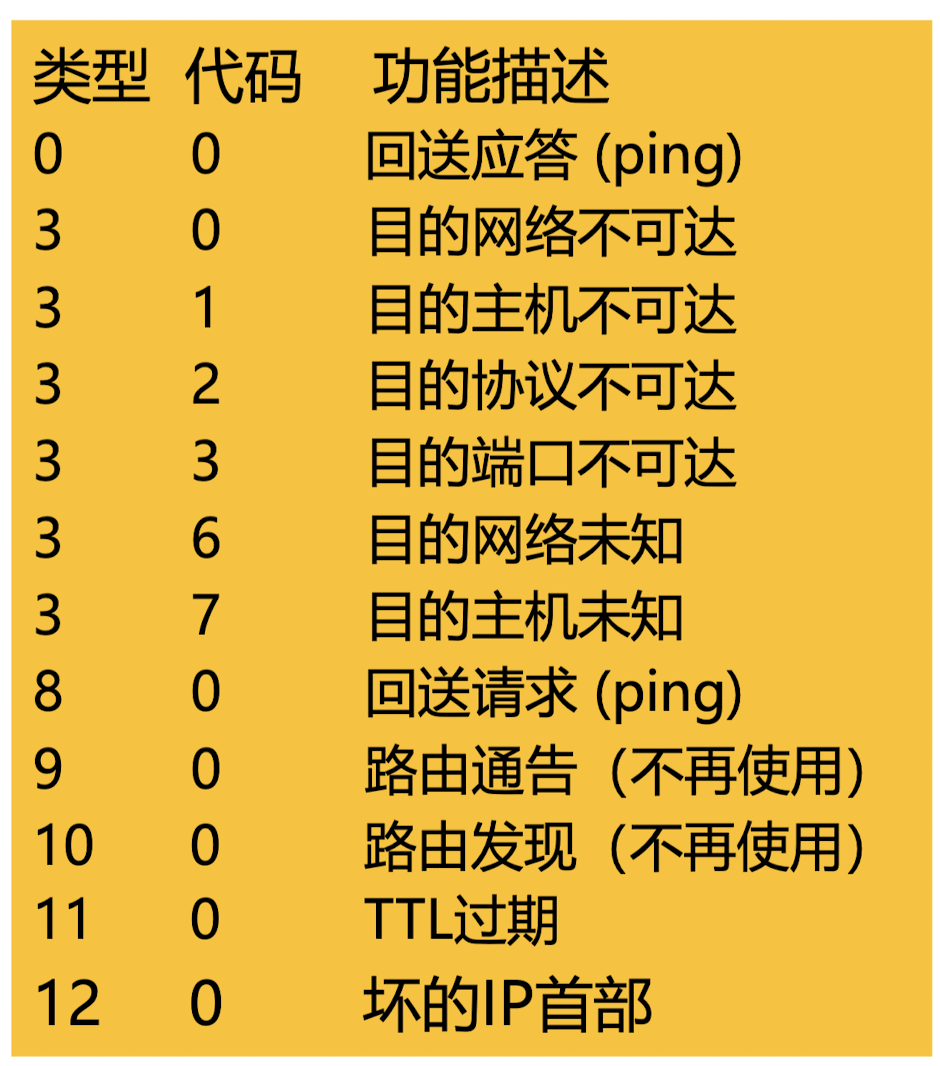 类型 代码 功能描述
0 0 回送应答 (ping)
3 0 目的网络不可达
3 1 目的主机不可达
3 2 目的协议不可达
3 3 目的端口不可达
3 6 目的网络未知
3 7 目的主机未知
8 0 回送请求 (ping)
9 0 路由通告（不再使用）
10 0 路由发现（不再使用）
11 0 TTL过期
12 0 坏的IP首部